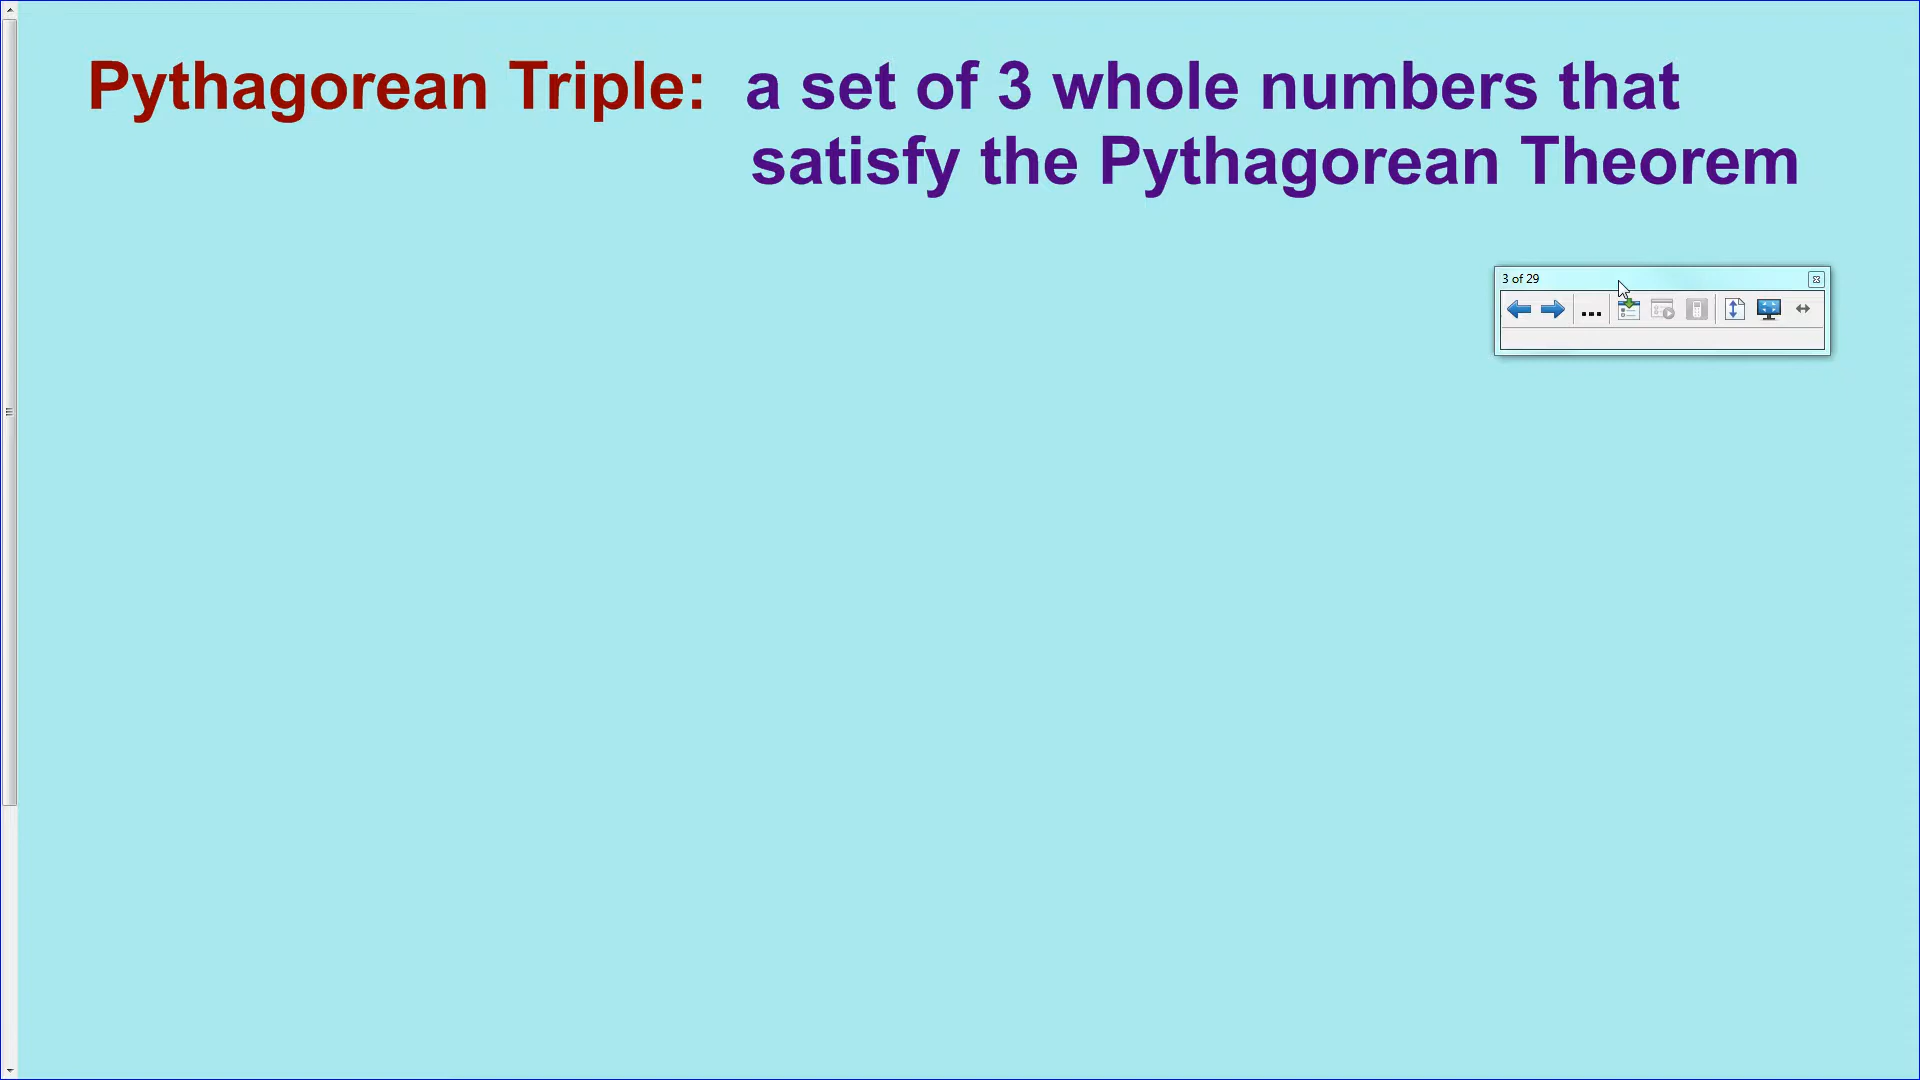 Pythagorean Triple: a set of 3 whole numbers that
satisfy the Pythagorean Theorem
3 of 29